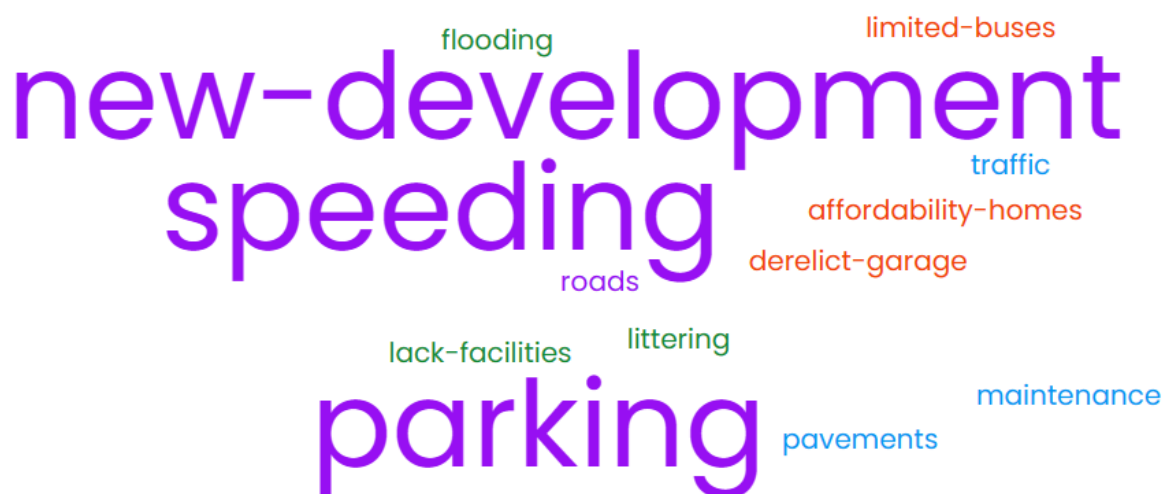 limited-buses
flooding
new-development
traffic
speeding
affordability-homes
derelict-garage
roads
littering
lack-facilities
maintenance
parking
pavements